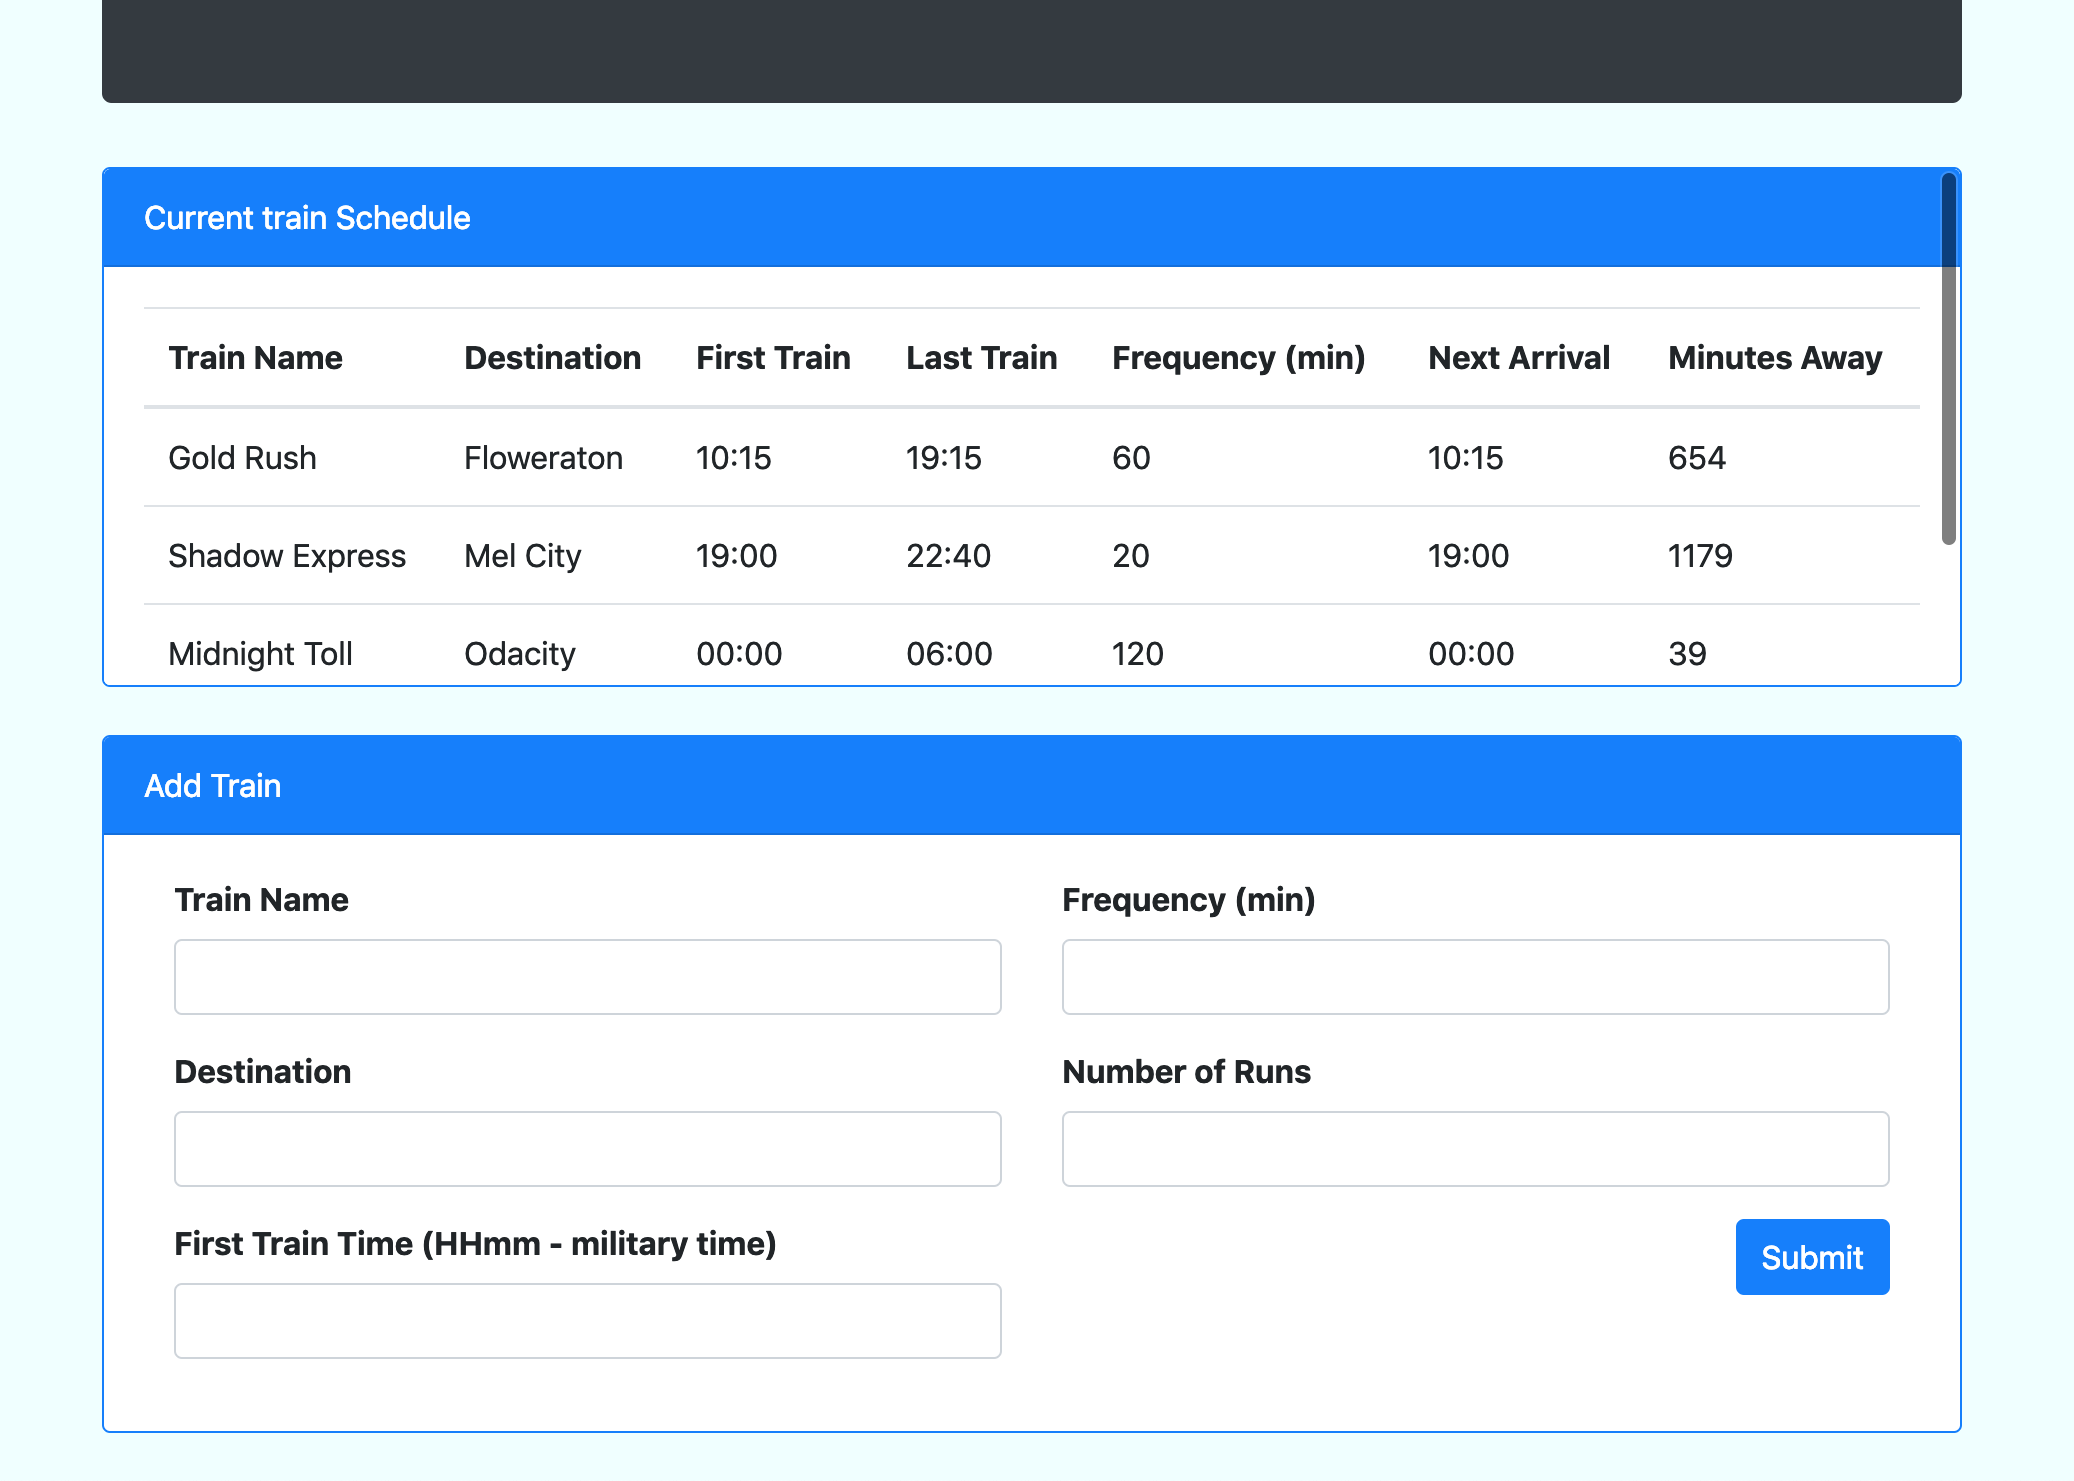 Current train Schedule
Train Name Destination First Train Last Train Frequency (min) Next Arrival Minutes Away
Gold Rush Floweraton 10:15 19:15 60 10:15 654
Shadow Express Mel City 19:00 22:40 20 19:00 1179
Midnight Toll Odacity 00:00 06:00 120 00:00 39
Add Train
Train Name
Frequency (min)
Destination
Number of Runs
First Train Time (HHmm - military time)
Submit